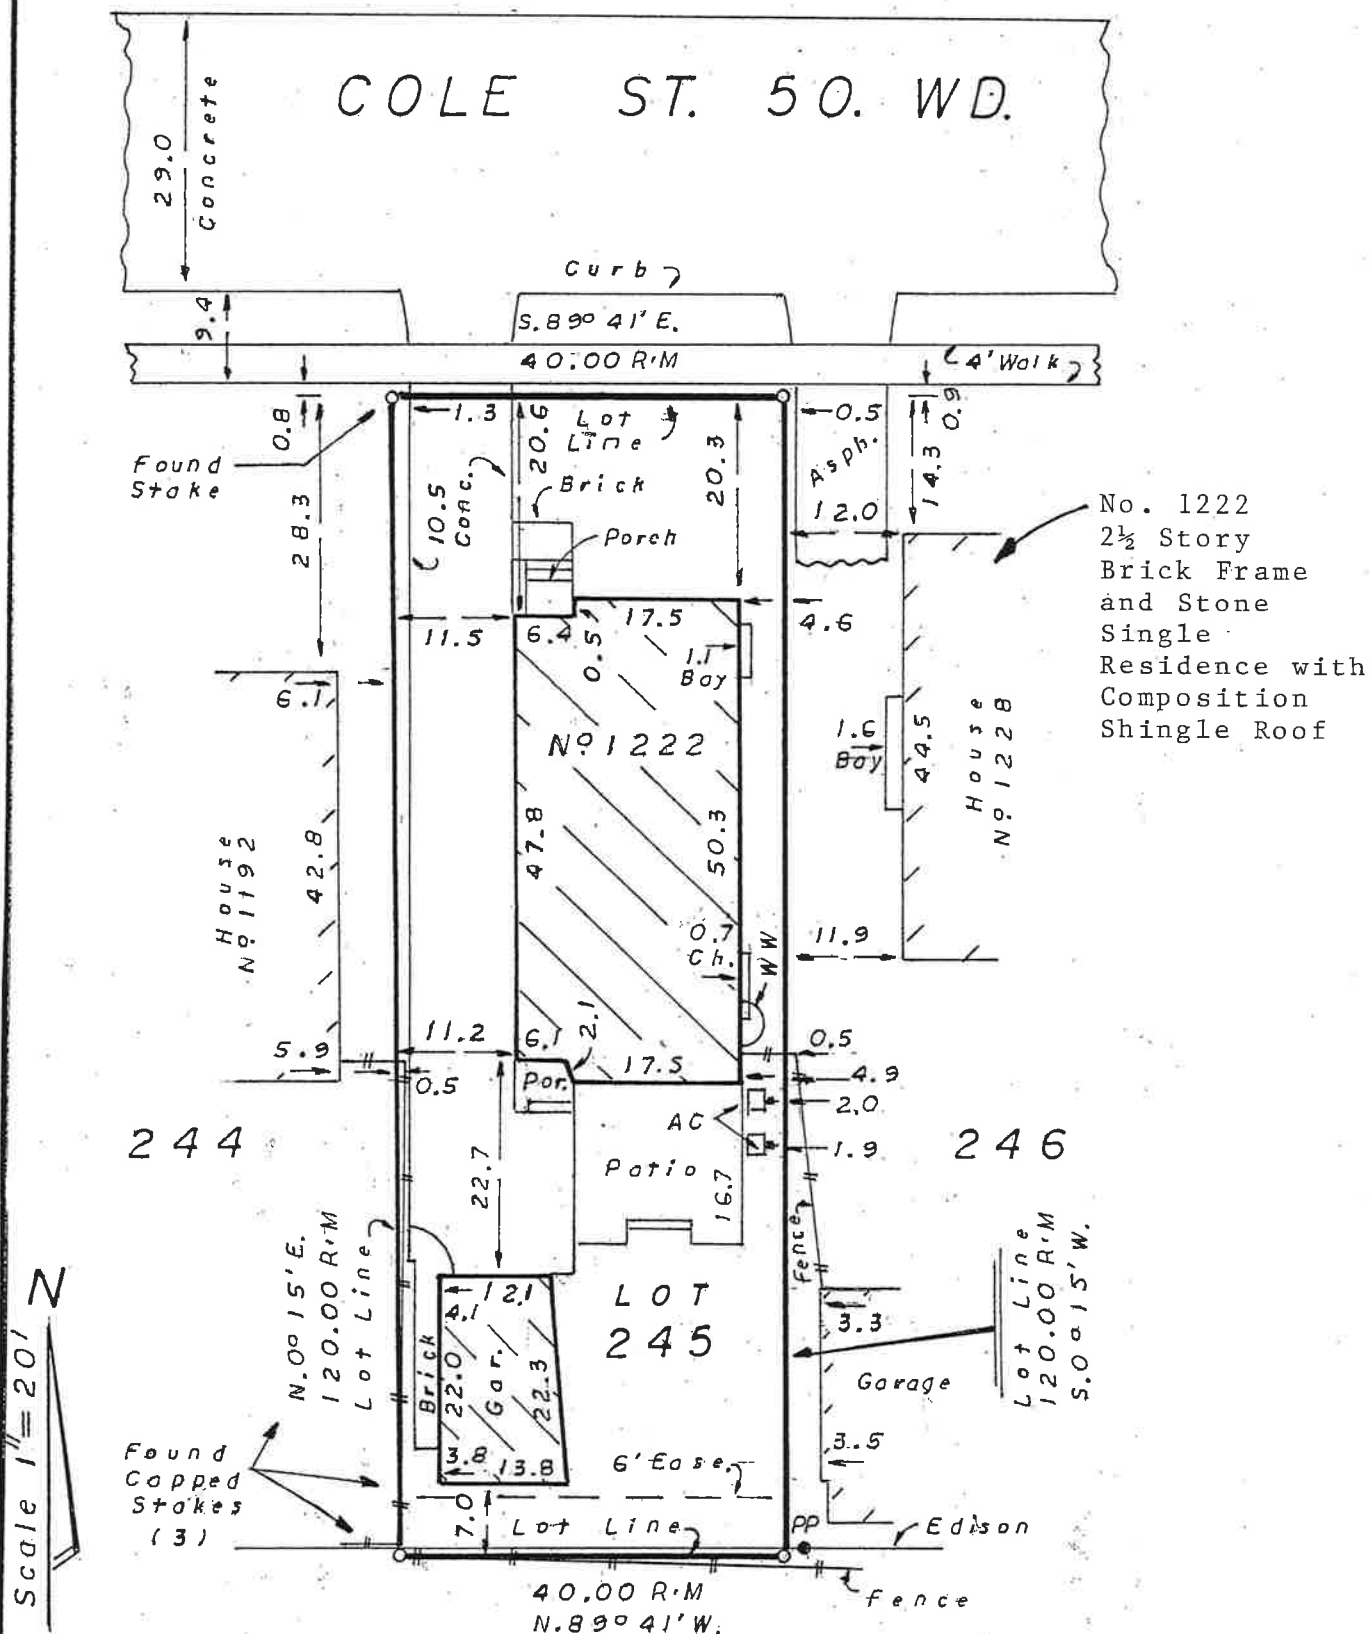 COLE ST. 50. WD.
29.0
Concrete
Curb
9.4
S.89° 41' E.
40.00 R·M
4' Walk
0.8
1.3
20.6
Lot
Line
20.3
0.5
Asph.
14.3
0.9
Found
Stake
28.3
10.5
Conc.
Brick
Porch
12.0
No. 1222
2½ Story
Brick Frame
and Stone
Single
Residence with
Composition
Shingle Roof
11.5
6.4
0.5
17.5
4.6
1.1
Bay
6.1
No 1222
1.6
Bay
44.5
House
No 1228
House
No 1192
42.8
47.8
50.3
0.7
Ch.
WW
11.9
11.2
6.1
2.1
17.5
0.5
5.9
0.5
Por.
4.9
AC
2.0
1.9
244
246
22.7
Patio
16.7
Fence
N.0° 15' E.
120.00 R·M
Lot Line
Lot Line
120.00 R·M
S.0° 15' W.
N
Scale 1"=20'
12.1
4.1
LOT
245
3.3
Garage
3.5
Brick
22.0
Gar.
22.3
3.8
13.8
6' Ease.
Found
Capped
Stakes
(3)
7.0
Lot Line
PP
Edison
Fence
40.00 R·M
N.89° 41' W.